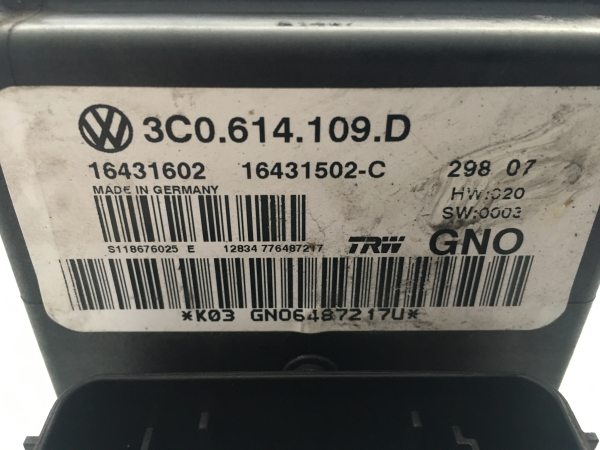 3C0.614.109.D
16431602 16431502-C 298 07
MADE IN GERMANY HW:020
SW:0003
S118676025 E 12834 776487217 TRW GNO
*K03 GNO6487217U*